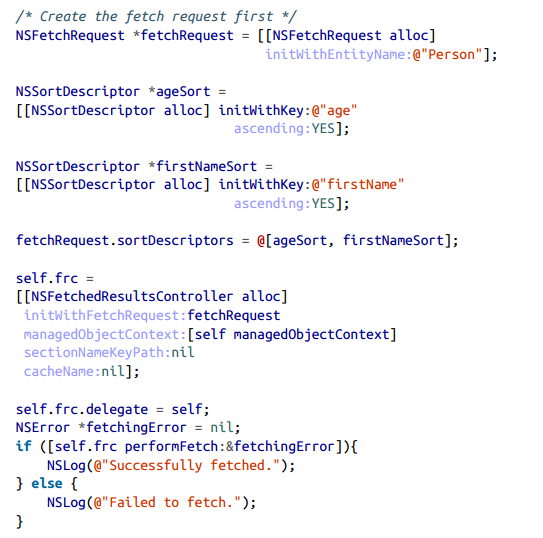 /* Create the fetch request first */
NSFetchRequest *fetchRequest = [[NSFetchRequest alloc]
                                initWithEntityName:@"Person"];

NSSortDescriptor *ageSort =
[[NSSortDescriptor alloc] initWithKey:@"age"
                            ascending:YES];

NSSortDescriptor *firstNameSort =
[[NSSortDescriptor alloc] initWithKey:@"firstName"
                            ascending:YES];

fetchRequest.sortDescriptors = @[ageSort, firstNameSort];

self.frc =
[[NSFetchedResultsController alloc]
 initWithFetchRequest:fetchRequest
 managedObjectContext:[self managedObjectContext]
 sectionNameKeyPath:nil
 cacheName:nil];

self.frc.delegate = self;
NSError *fetchingError = nil;
if ([self.frc performFetch:&fetchingError]){
    NSLog(@"Successfully fetched.");
} else {
    NSLog(@"Failed to fetch.");
}